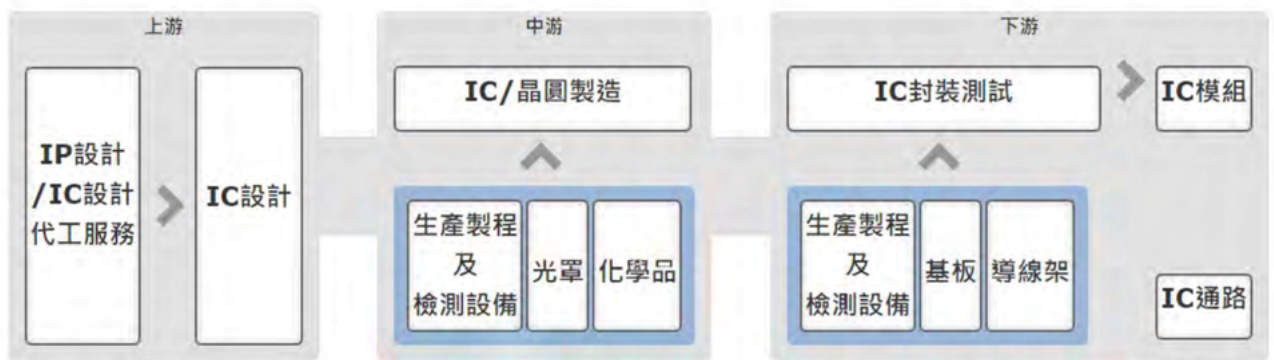 上游
IP設計
/IC設計
代工服務
IC設計
中游
IC/晶圓製造
生產製程
及
檢測設備
光罩
化學品
下游
IC封裝測試
IC模組
生產製程
及
檢測設備
基板
導線架
IC通路